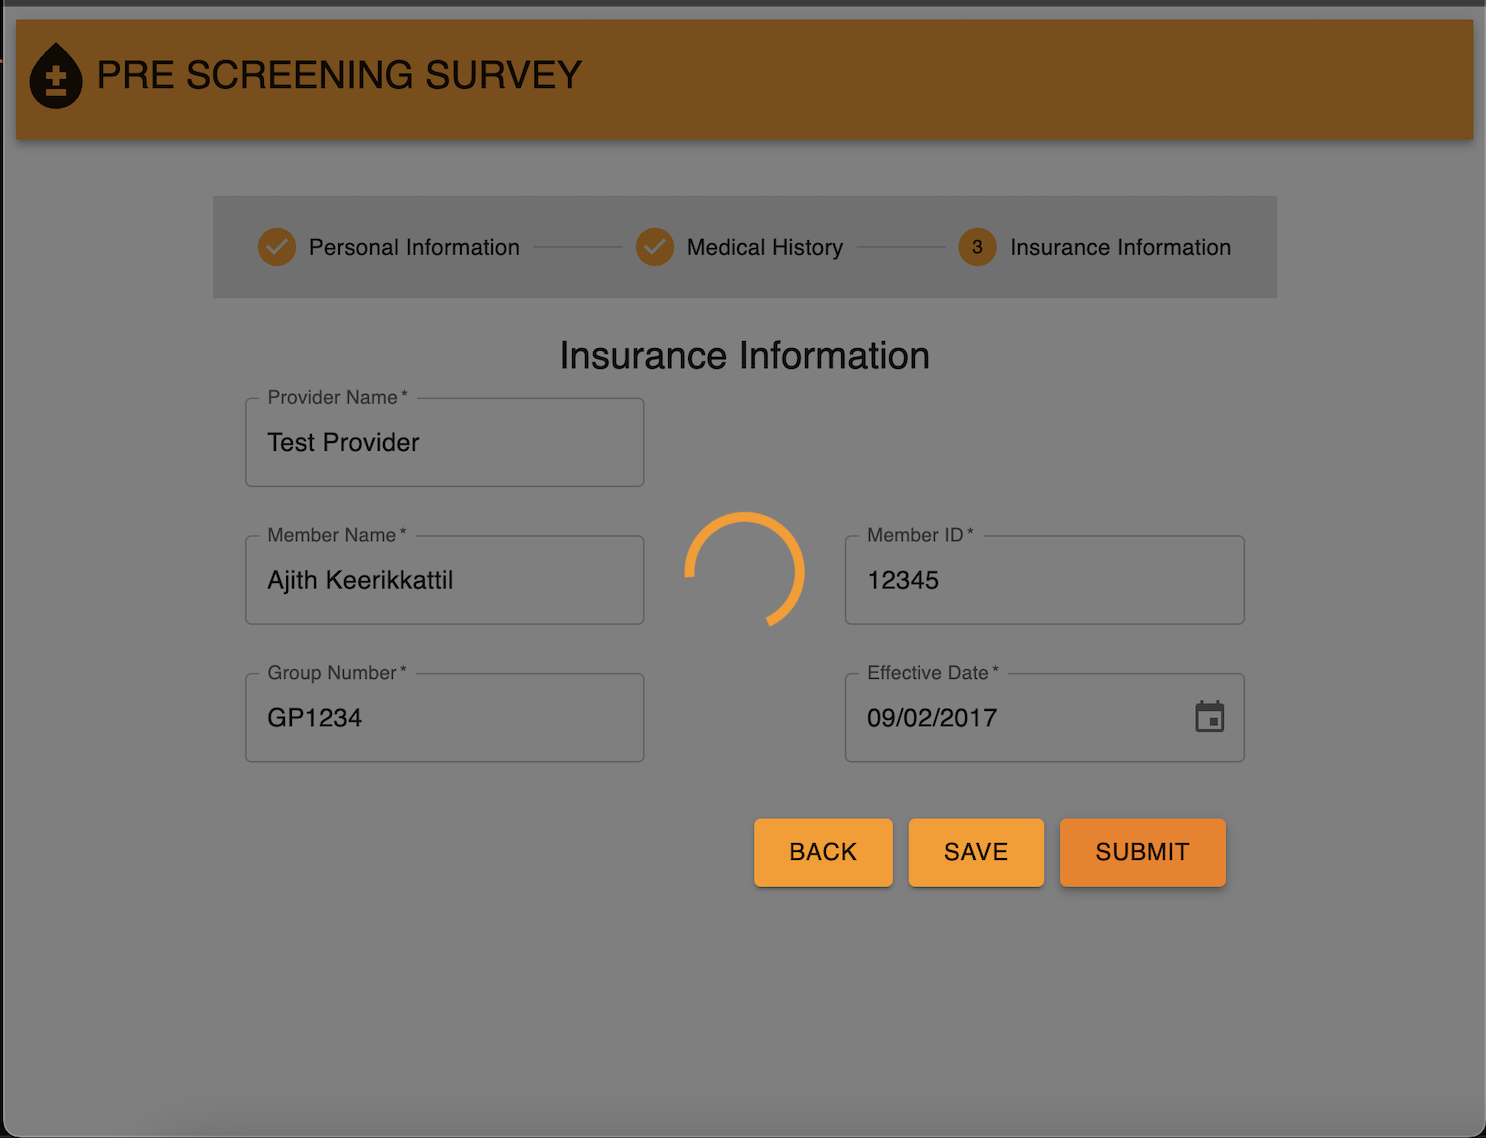 PRE SCREENING SURVEY
Personal Information
Medical History
3
Insurance Information
Insurance Information
Provider Name *
Test Provider
Member Name *
Ajith Keerikkattil
Member ID *
12345
Group Number *
GP1234
Effective Date *
09/02/2017
BACK
SAVE
SUBMIT